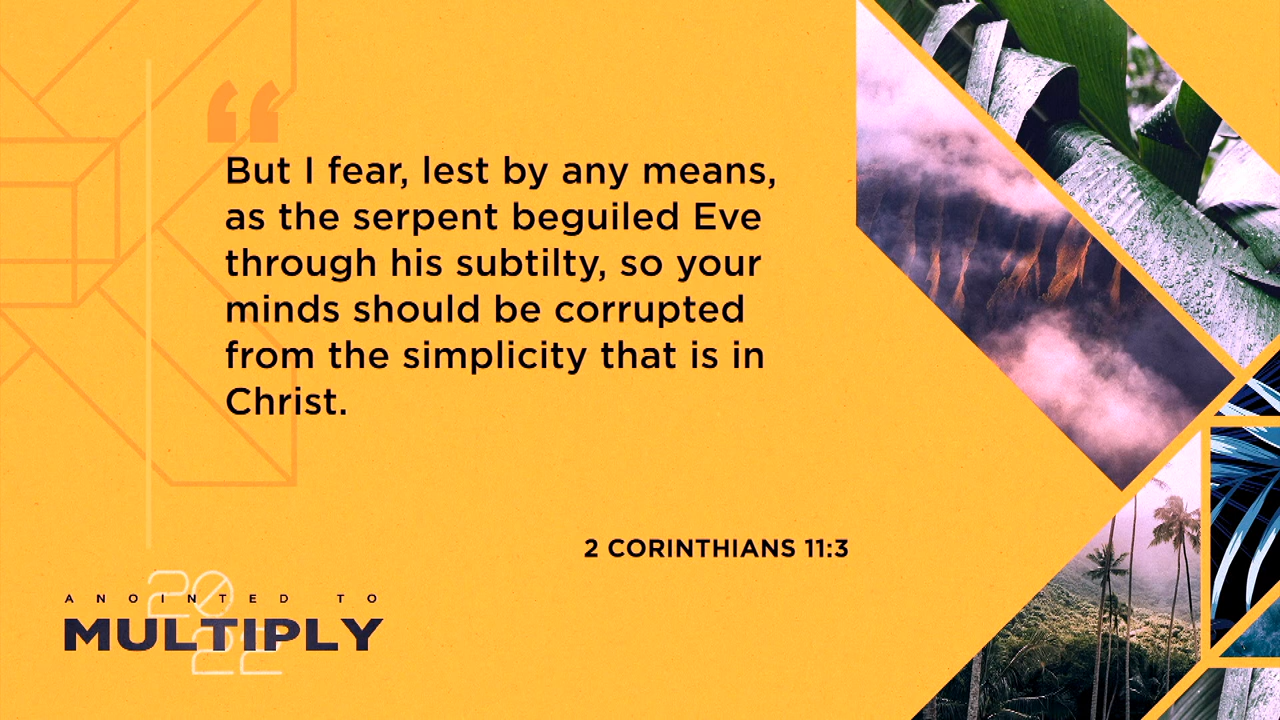 “
But I fear, lest by any means,
as the serpent beguiled Eve
through his subtilty, so your
minds should be corrupted
from the simplicity that is in
Christ.
2 CORINTHIANS 11:3
2022
ANOINTED TO
MULTIPLY